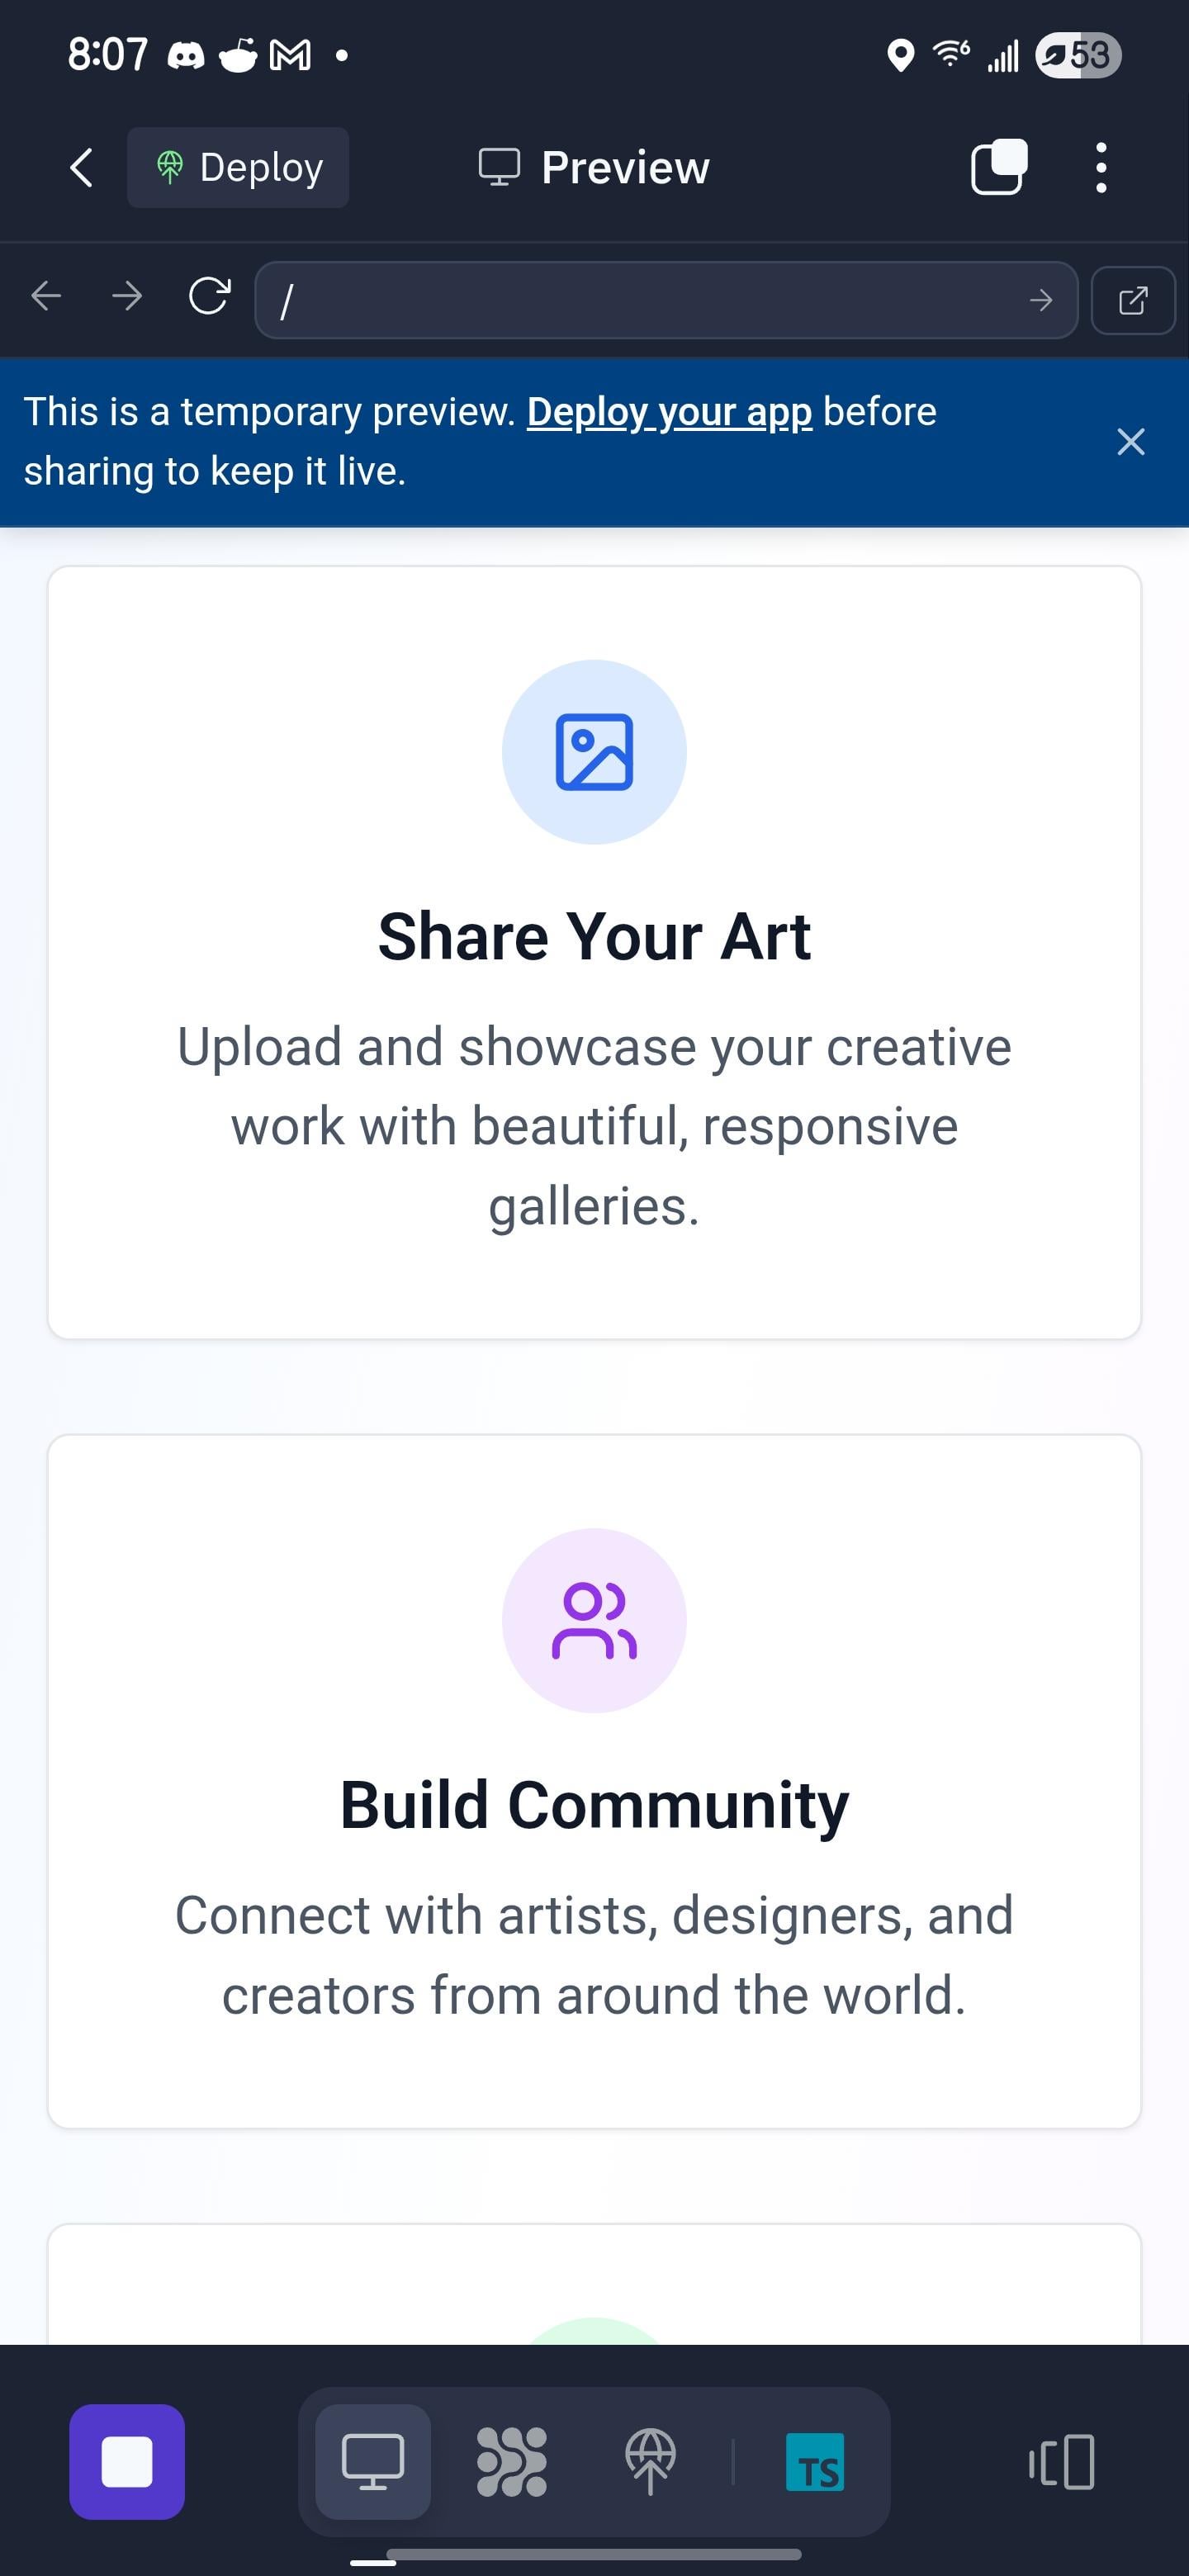 8:07
6
53
Deploy
Preview
/
This is a temporary preview. Deploy your app before
sharing to keep it live.
Share Your Art
Upload and showcase your creative
work with beautiful, responsive
galleries.
Build Community
Connect with artists, designers, and
creators from around the world.
TS